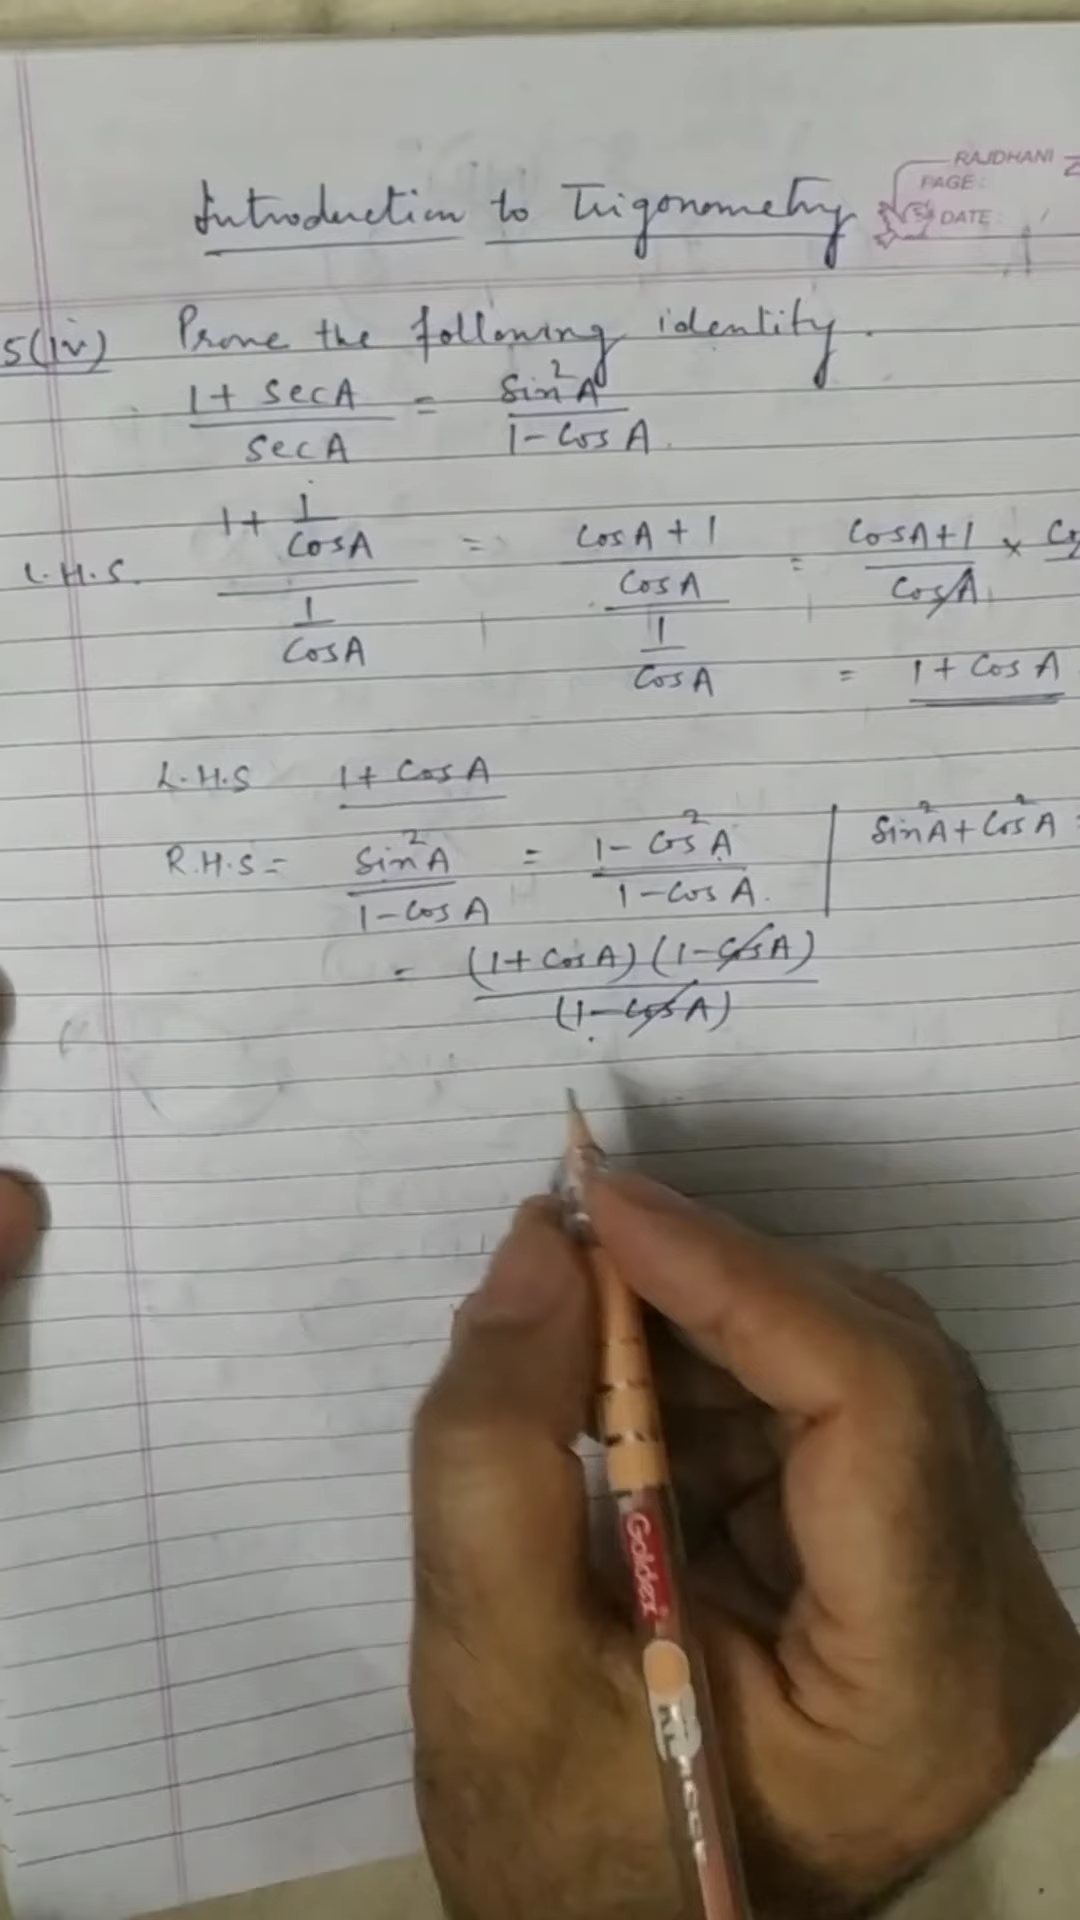 RAJDHANI
PAGE:
DATE: /
Introduction to Trigonometry
5(iv) Prove the following identity.
1+ secA / secA = Sin²A / 1-CosA.
L.H.S. 1+ 1/CosA / 1/CosA = CosA+1/CosA / 1/CosA = CosA+1/CosA ×
= 1+ Cos A
L.H.S 1+ CosA
R.H.S = Sin²A / 1-CosA = 1- Cos²A / 1-Cos A. | Sin²A + Cos²A =
= (1+ CosA) (1-CosA) / (1-CosA)
Goldex